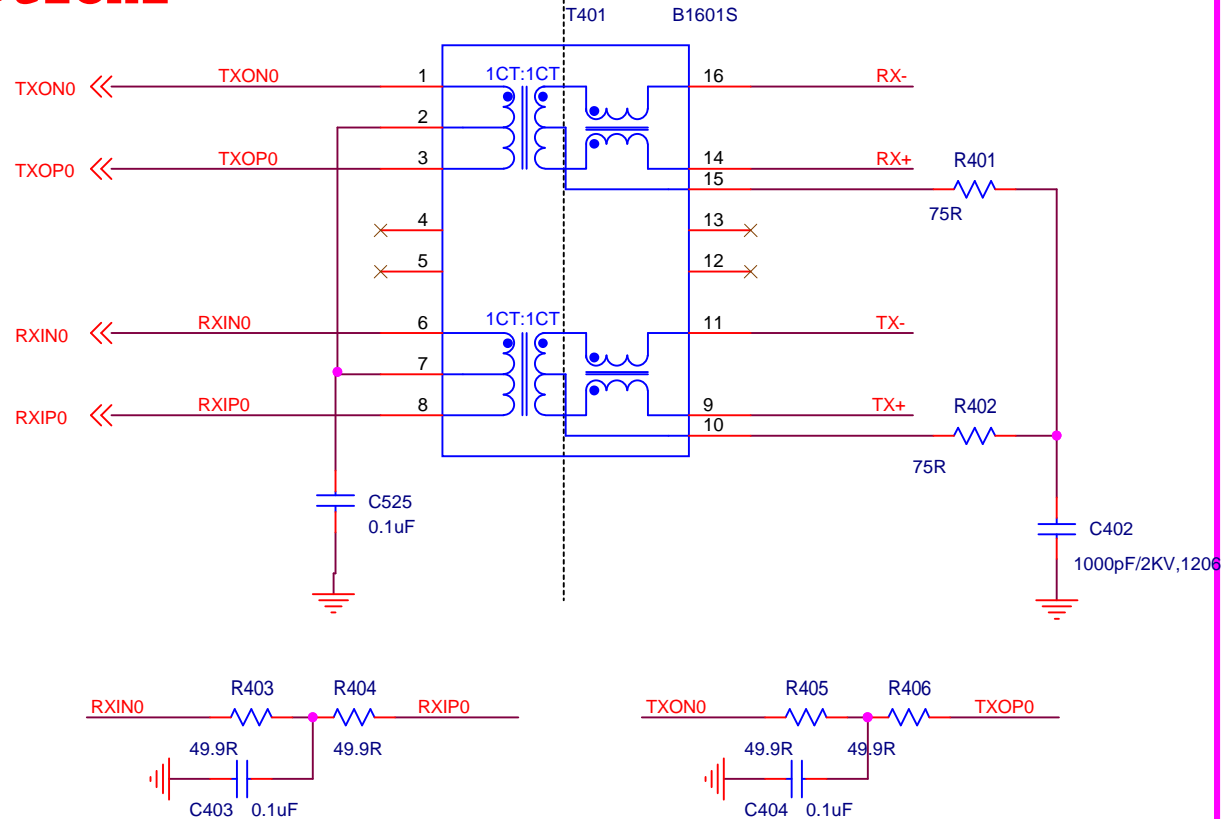 T401 B1601S
TXON0 TXON0 1 1CT:1CT 16 RX-
2
TXOP0 TXOP0 3 14 RX+ R401
15
75R
4 13
5 12
RXIN0 RXIN0 6 1CT:1CT 11 TX-
7
RXIP0 RXIP0 8 9 TX+ R402
10
75R
C525
0.1uF
C402
1000pF/2KV,1206
RXIN0 R403 R404 RXIP0
49.9R 49.9R
C403 0.1uF
TXON0 R405 R406 TXOP0
49.9R 49.9R
C404 0.1uF